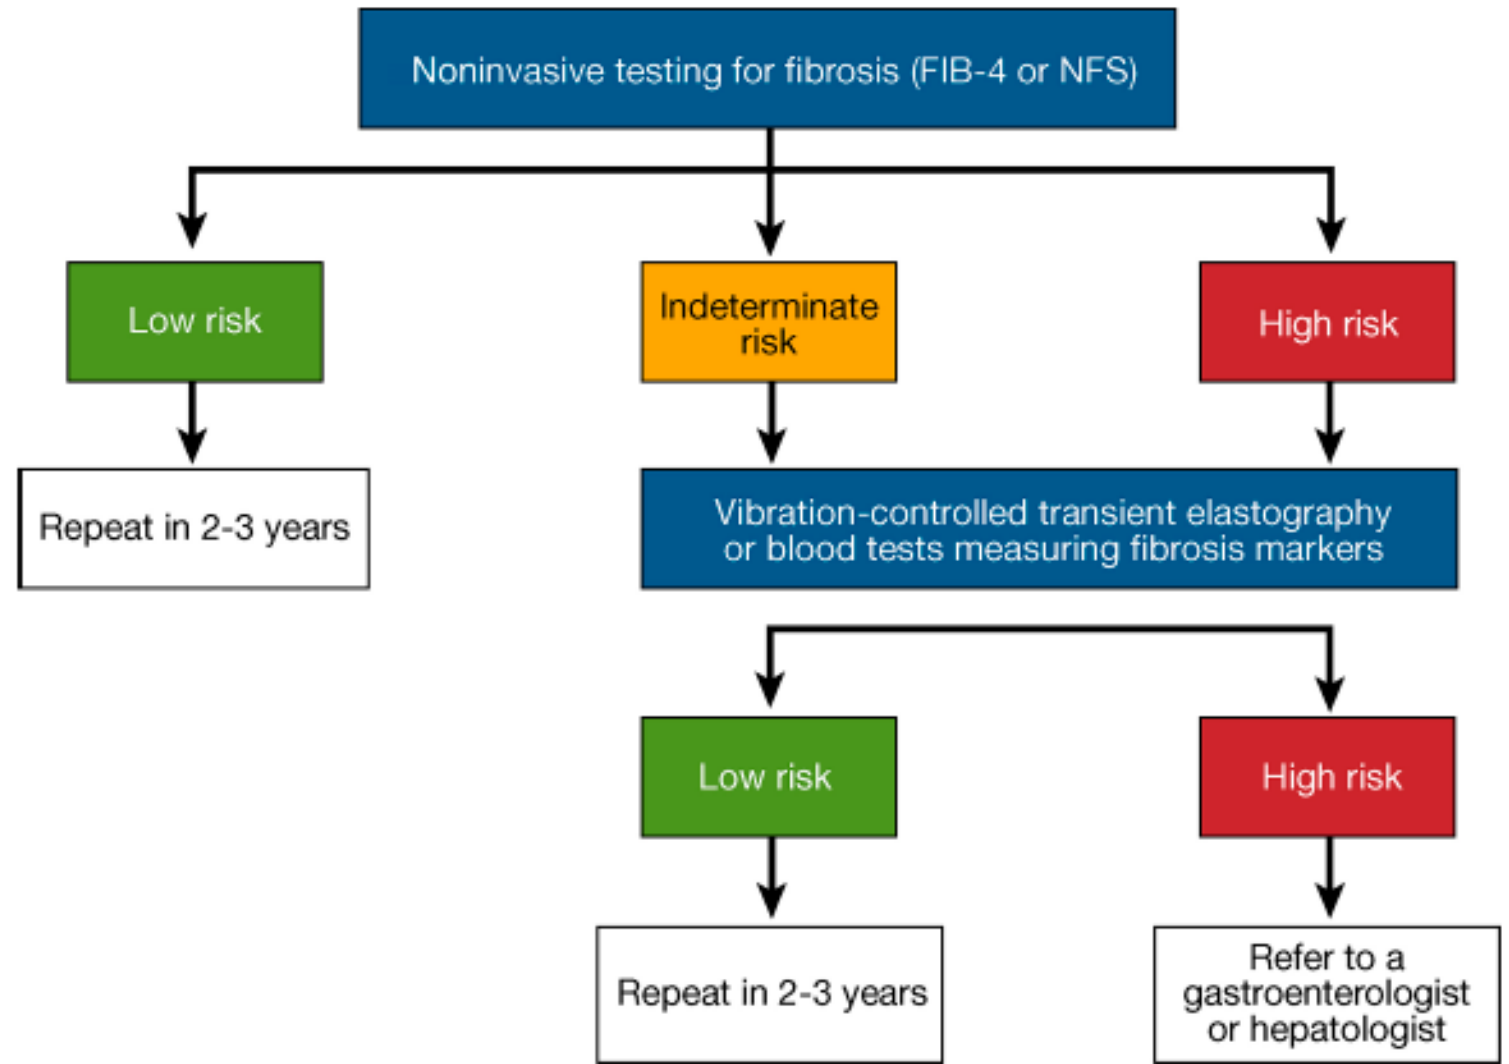 Noninvasive testing for fibrosis (FIB-4 or NFS)
Low risk
Indeterminate
risk
High risk
Repeat in 2-3 years
Vibration-controlled transient elastography
or blood tests measuring fibrosis markers
Low risk
High risk
Repeat in 2-3 years
Refer to a
gastroenterologist
or hepatologist